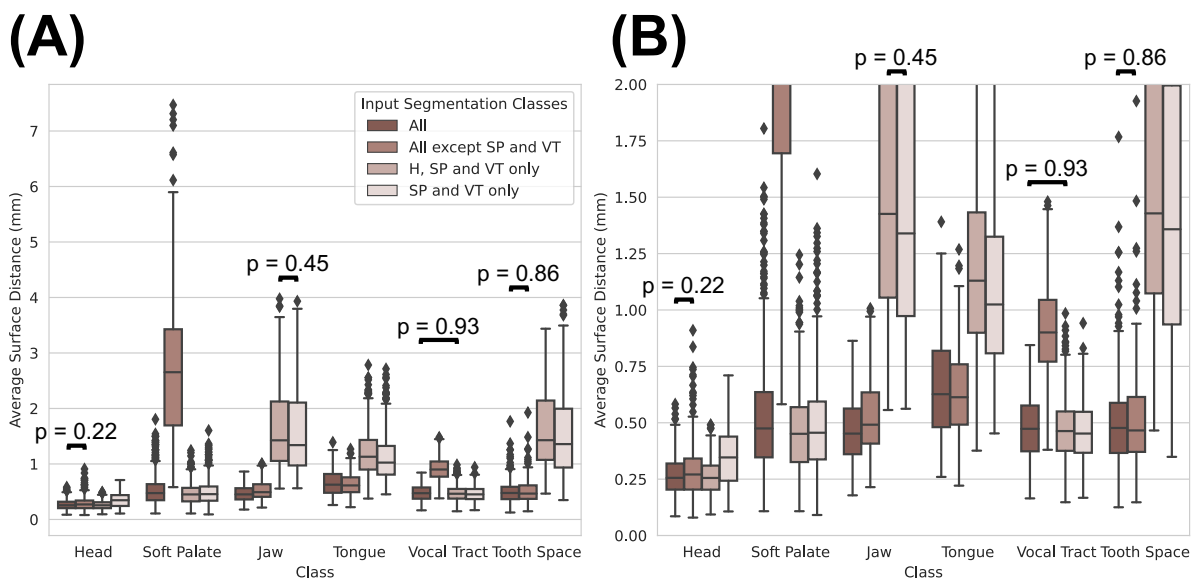 (A)
Average Surface Distance (mm)
7
6
5
4
3
2
1
0
Input Segmentation Classes
All
All except SP and VT
H, SP and VT only
SP and VT only
p = 0.22
p = 0.45
p = 0.93
p = 0.86
Head Soft Palate Jaw Tongue Vocal Tract Tooth Space
Class
(B)
Average Surface Distance (mm)
2.00
1.75
1.50
1.25
1.00
0.75
0.50
0.25
0.00
p = 0.22
p = 0.45
p = 0.93
p = 0.86
Head Soft Palate Jaw Tongue Vocal Tract Tooth Space
Class